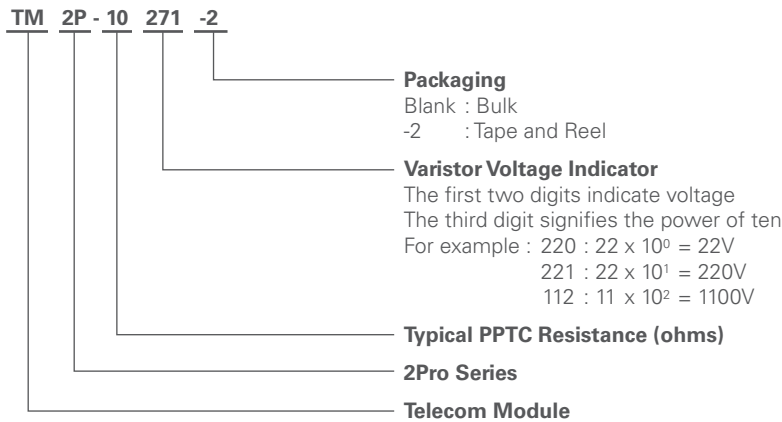 TM 2P - 10 271 -2
Packaging
Blank : Bulk
-2 : Tape and Reel
Varistor Voltage Indicator
The first two digits indicate voltage
The third digit signifies the power of ten
For example : 220 : 22 x 10⁰ = 22V
221 : 22 x 10¹ = 220V
112 : 11 x 10² = 1100V
Typical PPTC Resistance (ohms)
2Pro Series
Telecom Module